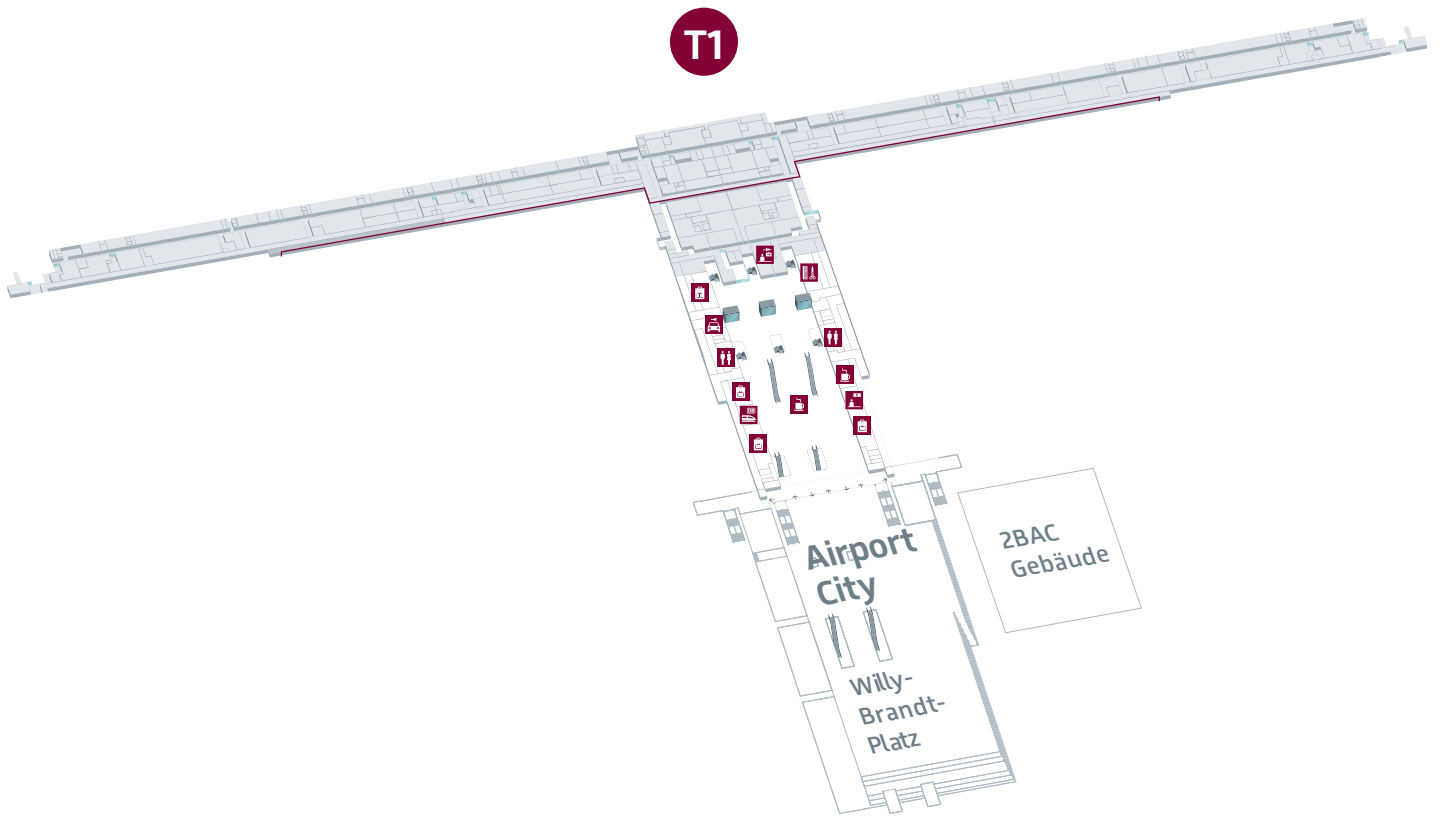 T1
Airport
City
2BAC
Gebäude
Willy-
Brandt-
Platz